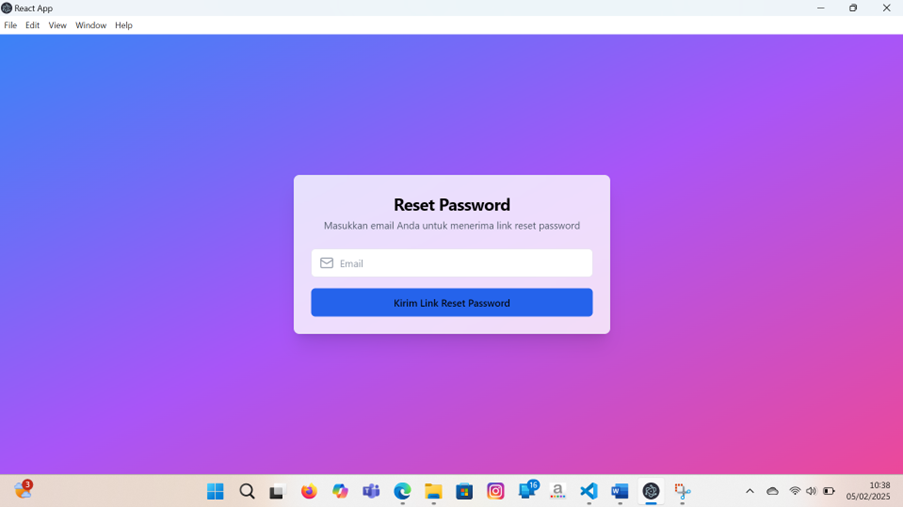 React App
File Edit View Window Help
Reset Password
Masukkan email Anda untuk menerima link reset password
Email
Kirim Link Reset Password
3
16
a
W
10:38
05/02/2025